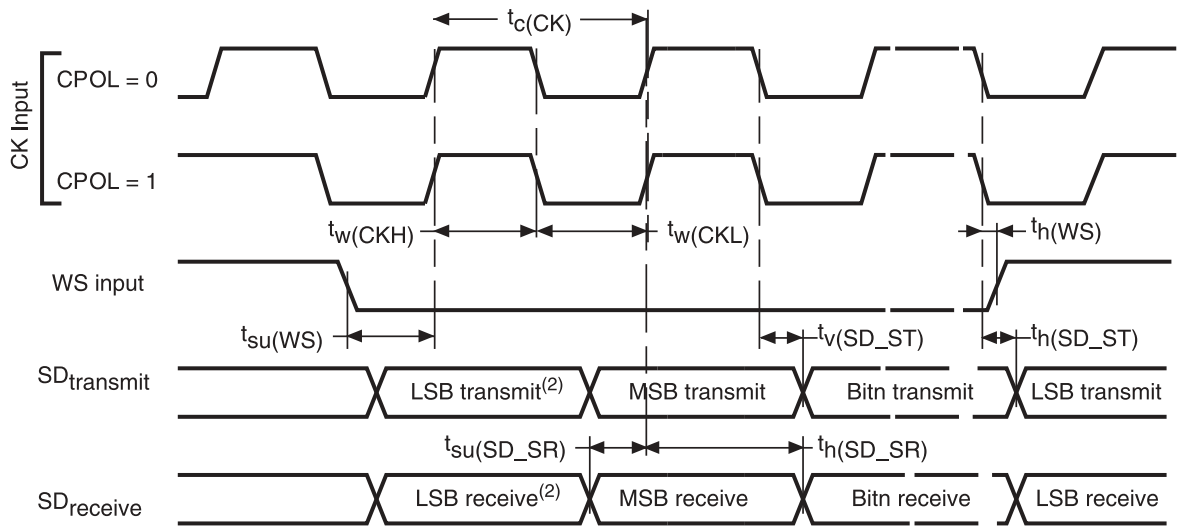 tc(CK)
CK Input
CPOL = 0
CPOL = 1
tw(CKH)
tw(CKL)
th(WS)
WS input
tsu(WS)
tv(SD_ST)
th(SD_ST)
SDtransmit
LSB transmit(2)
MSB transmit
Bitn transmit
LSB transmit
tsu(SD_SR)
th(SD_SR)
SDreceive
LSB receive(2)
MSB receive
Bitn receive
LSB receive